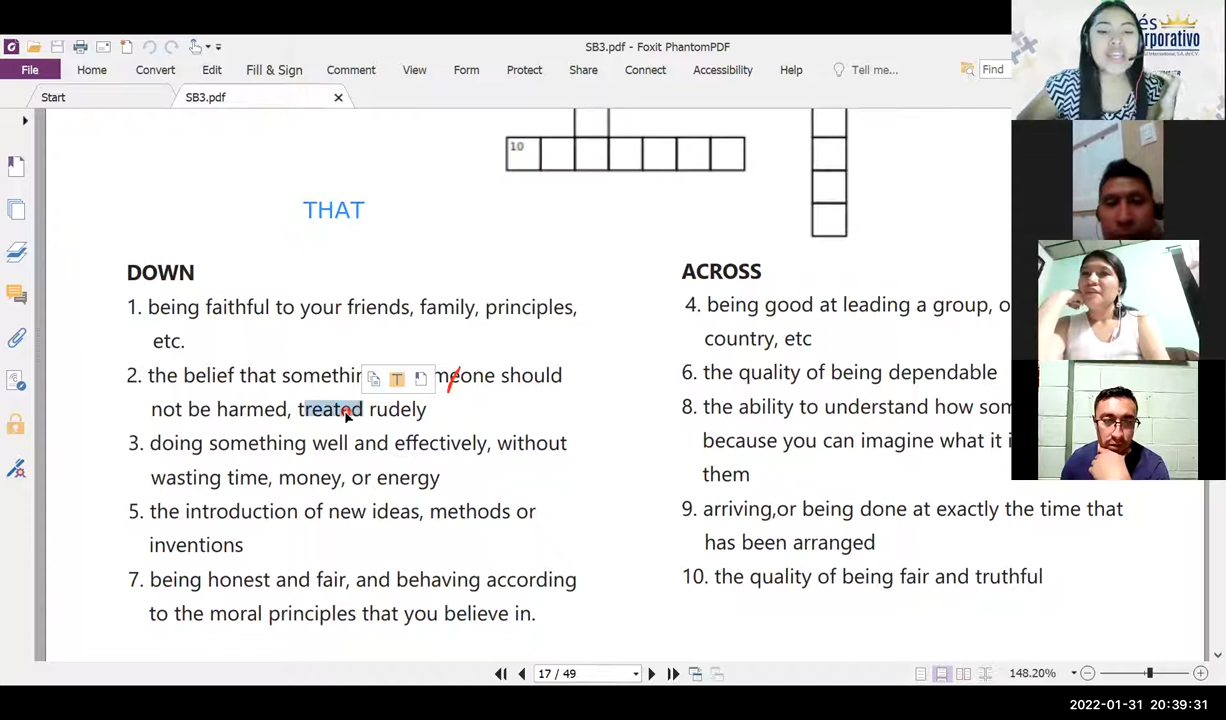 SB3.pdf - Foxit PhantomPDF
File Home Convert Edit Fill & Sign Comment View Form Protect Share Connect Accessibility Help Tell me... Find
Start SB3.pdf
és
orporativo
10
THAT
DOWN
1. being faithful to your friends, family, principles,
etc.
2. the belief that somethin meone should
not be harmed, treated rudely
3. doing something well and effectively, without
wasting time, money, or energy
5. the introduction of new ideas, methods or
inventions
7. being honest and fair, and behaving according
to the moral principles that you believe in.
ACROSS
4. being good at leading a group, o
country, etc
6. the quality of being dependable
8. the ability to understand how som
because you can imagine what it i
them
9. arriving,or being done at exactly the time that
has been arranged
10. the quality of being fair and truthful
17 / 49
148.20%
2022-01-31 20:39:31